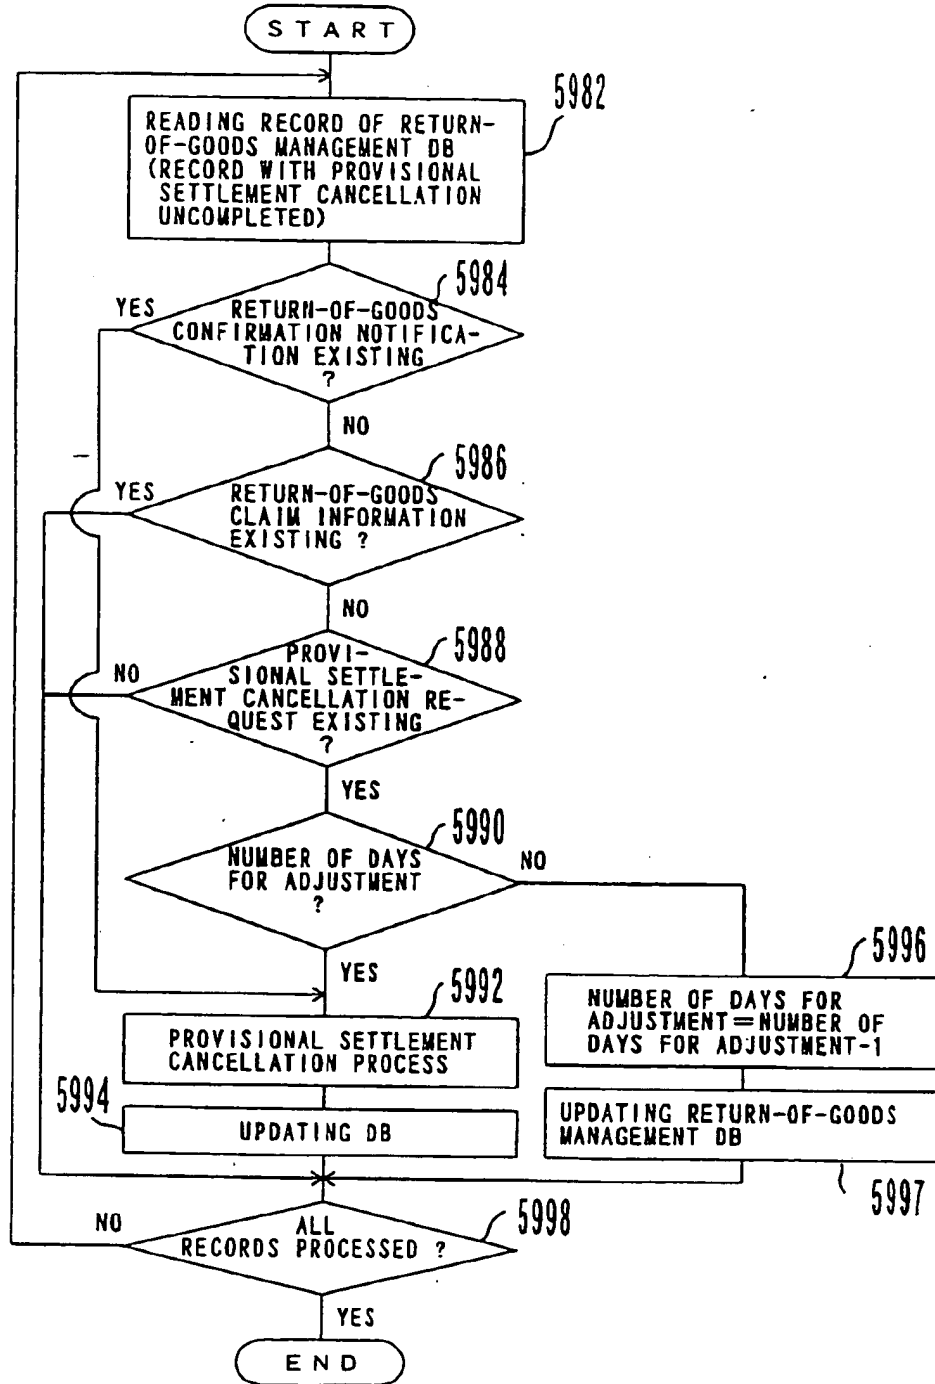 START
5982
READING RECORD OF RETURN-
OF-GOODS MANAGEMENT DB
(RECORD WITH PROVISIONAL
SETTLEMENT CANCELLATION
UNCOMPLETED)
5984
YES
RETURN-OF-GOODS
CONFIRMATION NOTIFICA-
TION EXISTING
?
NO
5986
YES
RETURN-OF-GOODS
CLAIM INFORMATION
EXISTING ?
NO
5988
NO
PROVI-
SIONAL SETTLE-
MENT CANCELLATION RE-
QUEST EXISTING
?
YES
5990
NUMBER OF DAYS
FOR ADJUSTMENT
?
NO
YES
5996
NUMBER OF DAYS FOR
ADJUSTMENT=NUMBER OF
DAYS FOR ADJUSTMENT-1
5992
PROVISIONAL SETTLEMENT
CANCELLATION PROCESS
5994
UPDATING DB
UPDATING RETURN-OF-GOODS
MANAGEMENT DB
5997
5998
NO
ALL
RECORDS PROCESSED ?
YES
END